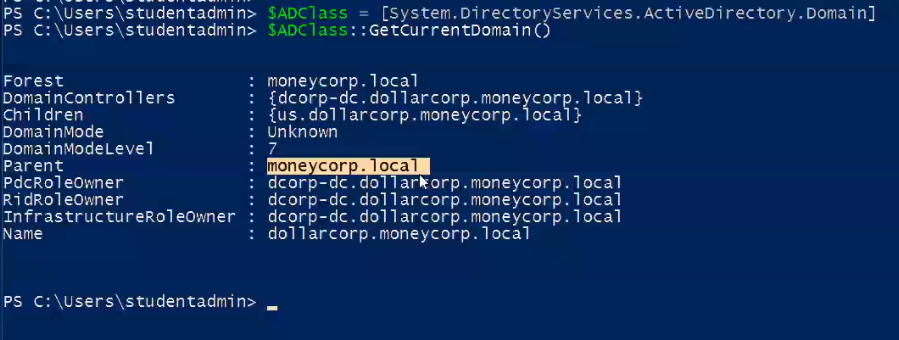 PS C:\Users\studentadmin> $ADClass = [System.DirectoryServices.ActiveDirectory.Domain]
PS C:\Users\studentadmin> $ADClass::GetCurrentDomain()
Forest : moneycorp.local
DomainControllers : {dcorp-dc.dollarcorp.moneycorp.local}
Children : {us.dollarcorp.moneycorp.local}
DomainMode : Unknown
DomainModeLevel : 7
Parent : moneycorp.local
PdcRoleOwner : dcorp-dc.dollarcorp.moneycorp.local
RidRoleOwner : dcorp-dc.dollarcorp.moneycorp.local
InfrastructureRoleOwner : dcorp-dc.dollarcorp.moneycorp.local
Name : dollarcorp.moneycorp.local
PS C:\Users\studentadmin> _